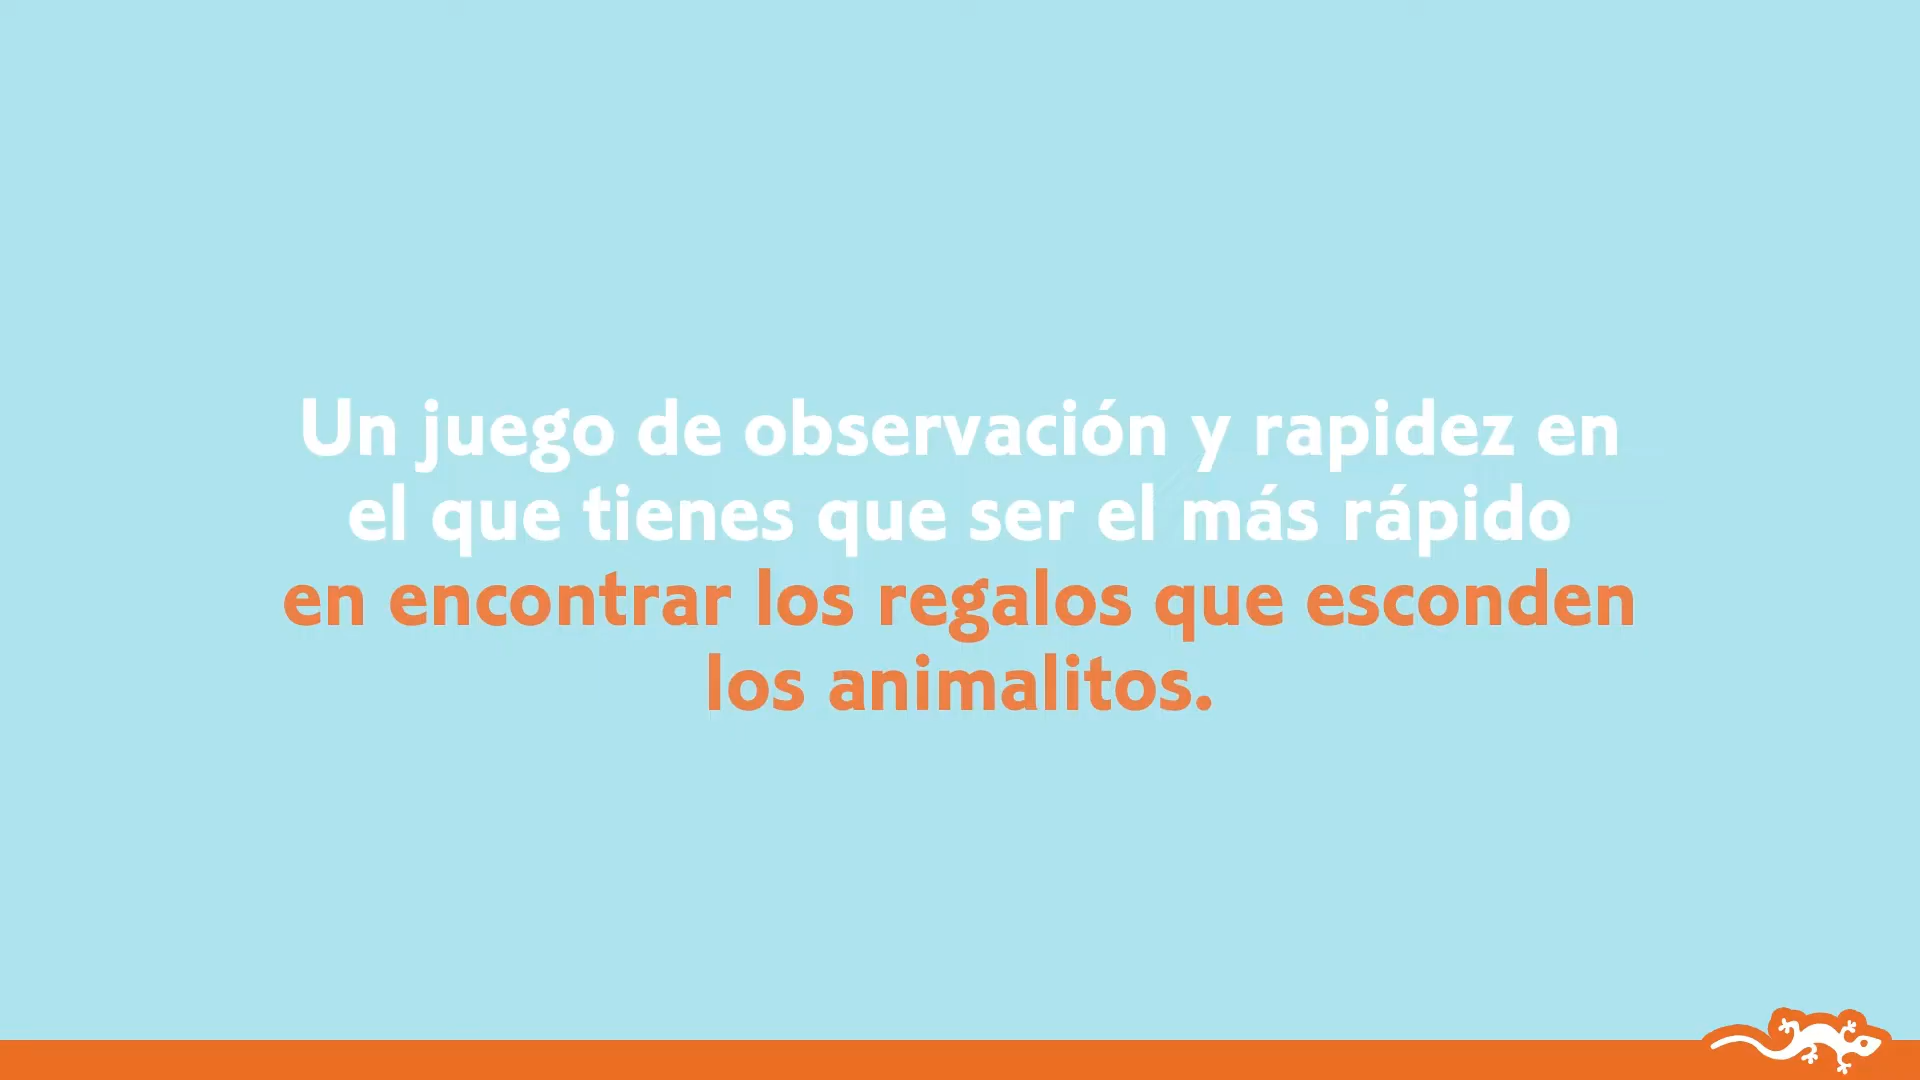 Un juego de observación y rapidez en
el que tienes que ser el más rápido
en encontrar los regalos que esconden
los animalitos.